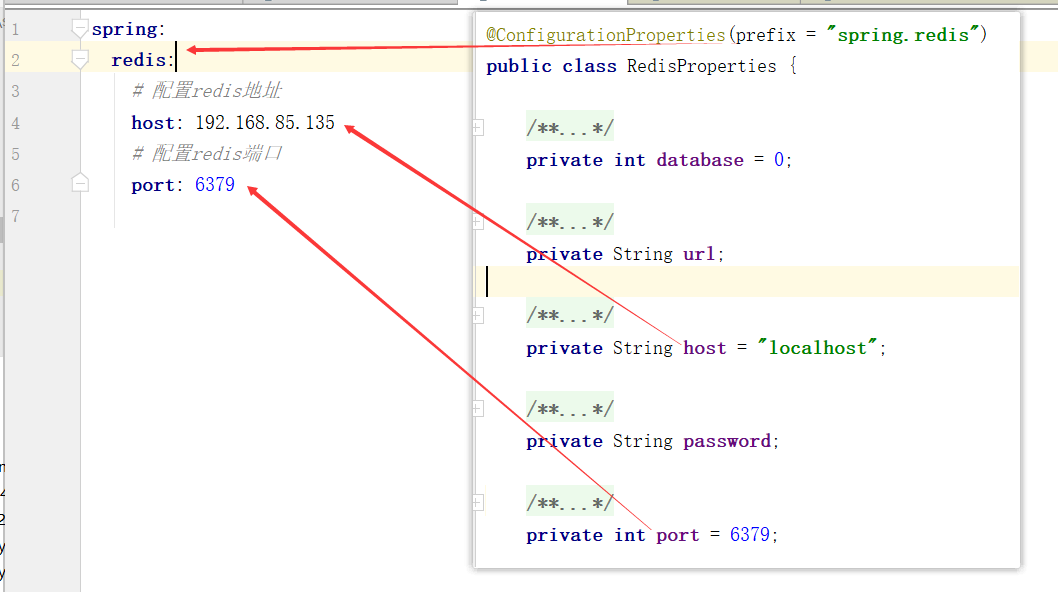 1 spring:
2 redis:
3 # 配置redis地址
4 host: 192.168.85.135
5 # 配置redis端口
6 port: 6379
7
@ConfigurationProperties(prefix = "spring.redis")
public class RedisProperties {
/**...*/
private int database = 0;
/**...*/
private String url;
/**...*/
private String host = "localhost";
/**...*/
private String password;
/**...*/
private int port = 6379;